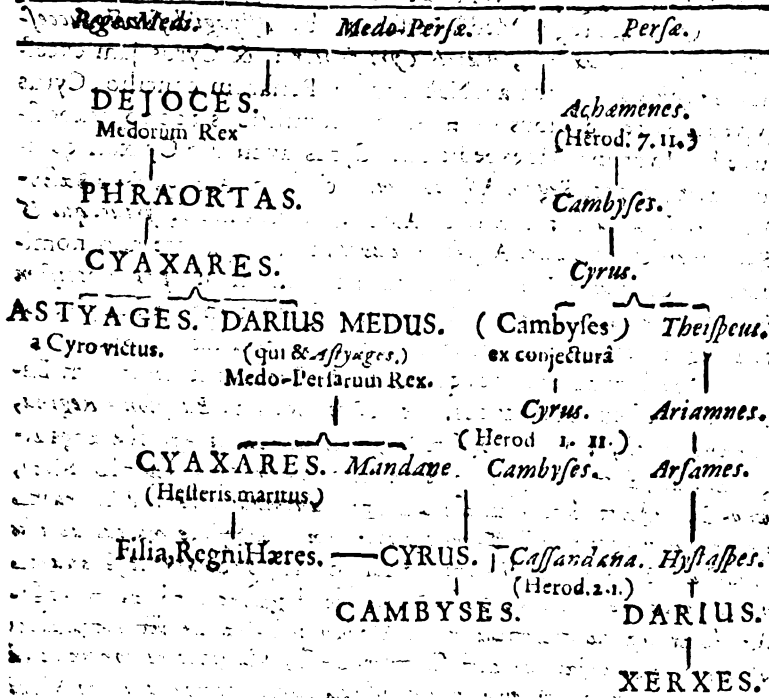 Reges Medi. Medo-Perſæ. Perſæ.
DEJOCES. Achæmenes.
Medorum Rex (Herod. 7. 11.)
PHRAORTAS. Cambyſes.
CYAXARES. Cyrus.
ASTYAGES. DARIUS MEDUS. (Cambyſes) Theiſpeus.
a Cyro victus. (qui & Aſtyages.) ex conjecturâ
Medo-Perſarum Rex.
Cyrus. Ariamnes.
(Herod 1. 11.)
CYAXARES. Mandane. Cambyſes. Arſames.
(Heſteris maritus.)
Filia, Regni Hæres. CYRUS. Caſſandana. Hyſtaſpes.
(Herod. 2. 1.)
CAMBYSES. DARIUS.
XERXES.